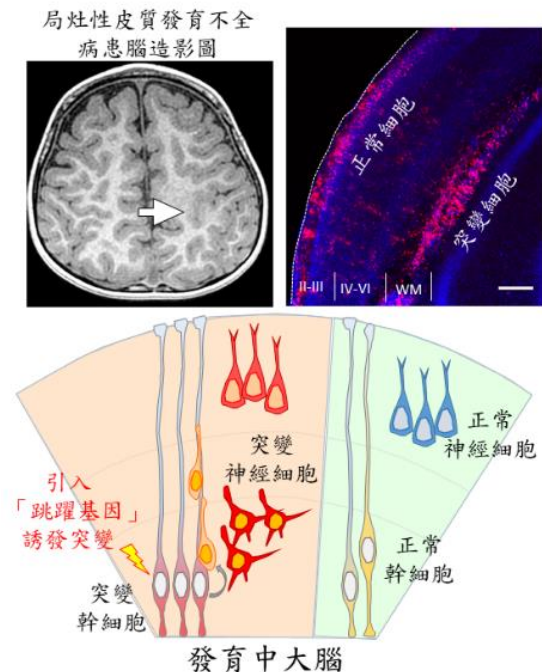 局灶性皮質發育不全
病患腦造影圖
正常細胞
突變細胞
II-III
IV-VI
WM
突變
神經細胞
正常
神經細胞
引入
「跳躍基因」
誘發突變
突變
幹細胞
正常
幹細胞
發育中大腦